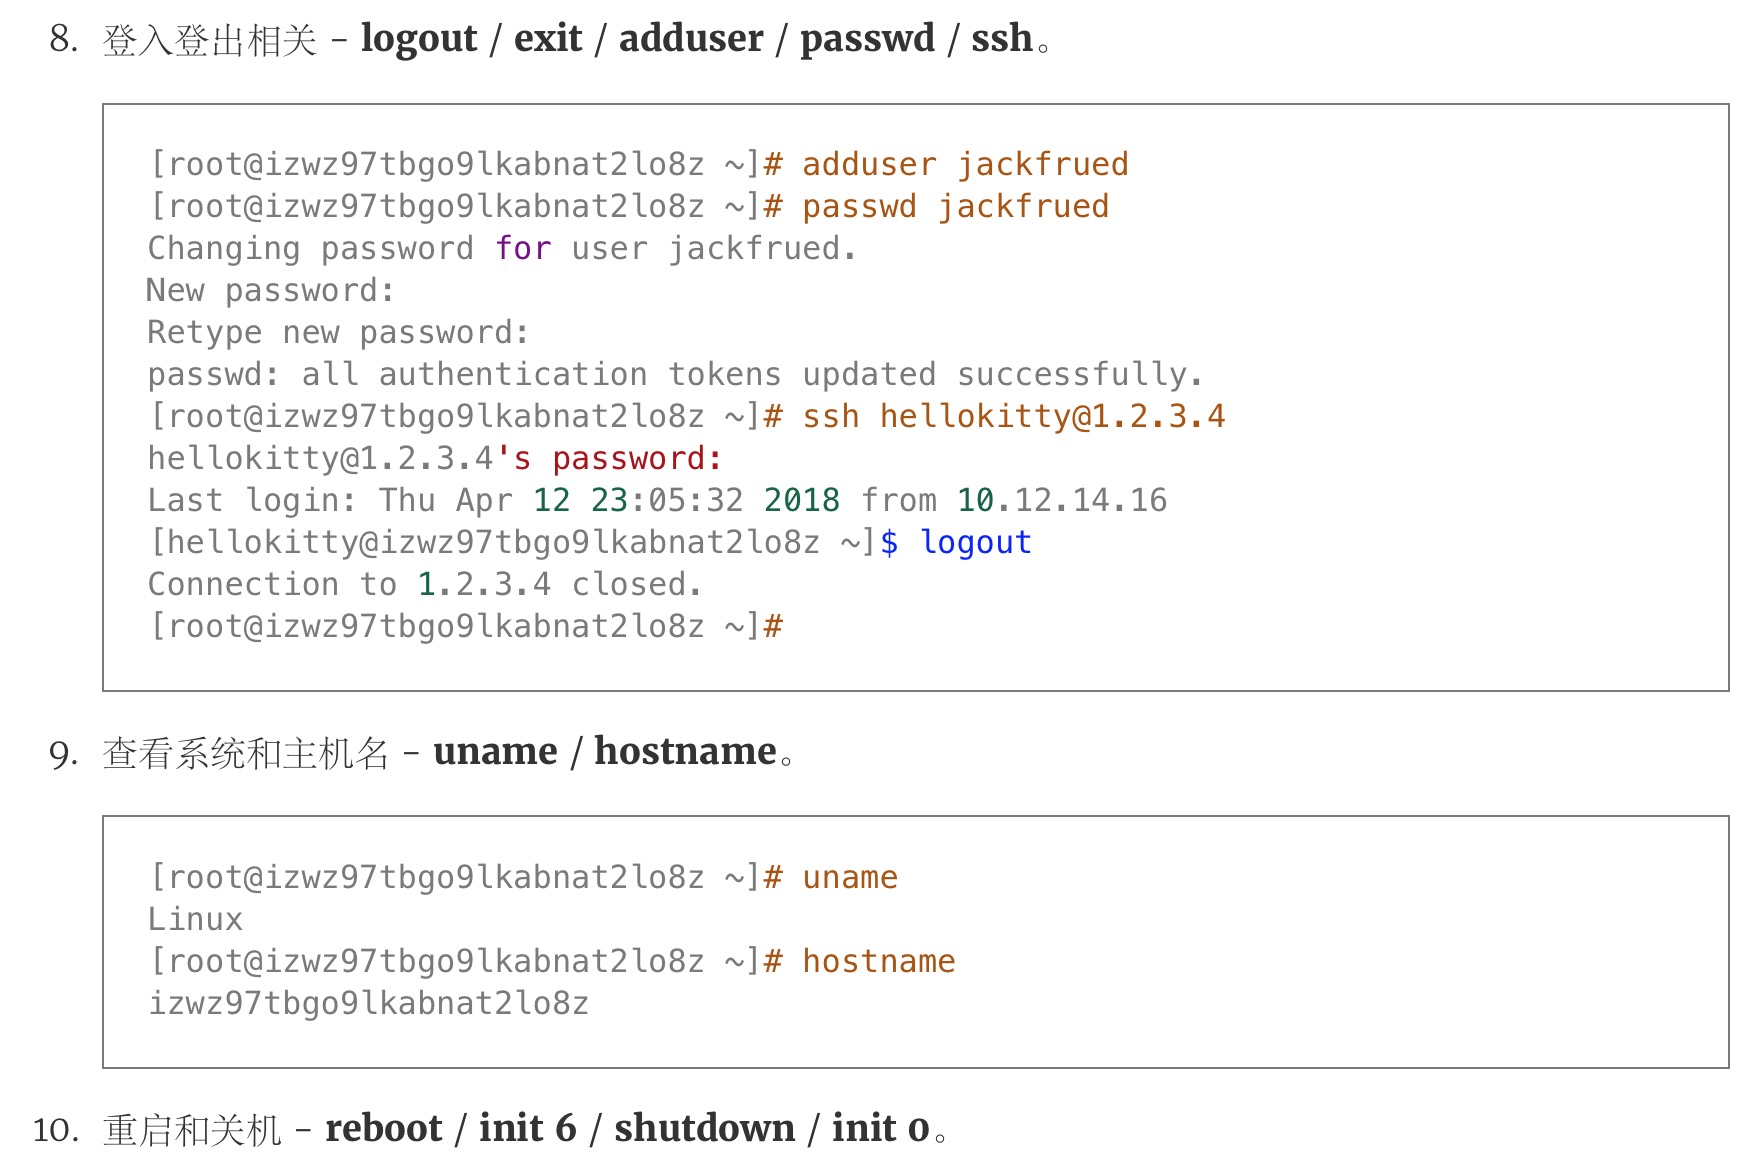 8. 登入登出相关 - logout / exit / adduser / passwd / ssh。
[root@izwz97tbgo9lkabnat2lo8z ~]# adduser jackfrued
[root@izwz97tbgo9lkabnat2lo8z ~]# passwd jackfrued
Changing password for user jackfrued.
New password:
Retype new password:
passwd: all authentication tokens updated successfully.
[root@izwz97tbgo9lkabnat2lo8z ~]# ssh hellokitty@1.2.3.4
hellokitty@1.2.3.4's password:
Last login: Thu Apr 12 23:05:32 2018 from 10.12.14.16
[hellokitty@izwz97tbgo9lkabnat2lo8z ~]$ logout
Connection to 1.2.3.4 closed.
[root@izwz97tbgo9lkabnat2lo8z ~]#
9. 查看系统和主机名 - uname / hostname。
[root@izwz97tbgo9lkabnat2lo8z ~]# uname
Linux
[root@izwz97tbgo9lkabnat2lo8z ~]# hostname
izwz97tbgo9lkabnat2lo8z
10. 重启和关机 - reboot / init 6 / shutdown / init 0。